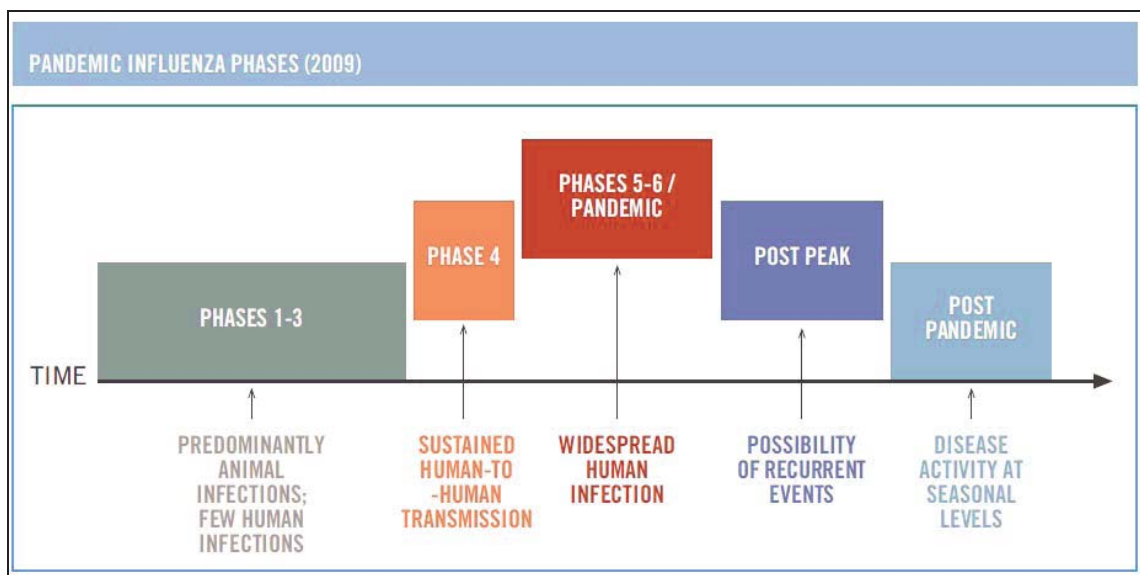 PANDEMIC INFLUENZA PHASES (2009)
PHASES 5-6 /
PANDEMIC
PHASE 4
POST PEAK
PHASES 1-3
POST
PANDEMIC
TIME
PREDOMINANTLY
ANIMAL
INFECTIONS;
FEW HUMAN
INFECTIONS
SUSTAINED
HUMAN-TO
-HUMAN
TRANSMISSION
WIDESPREAD
HUMAN
INFECTION
POSSIBILITY
OF RECURRENT
EVENTS
DISEASE
ACTIVITY AT
SEASONAL
LEVELS